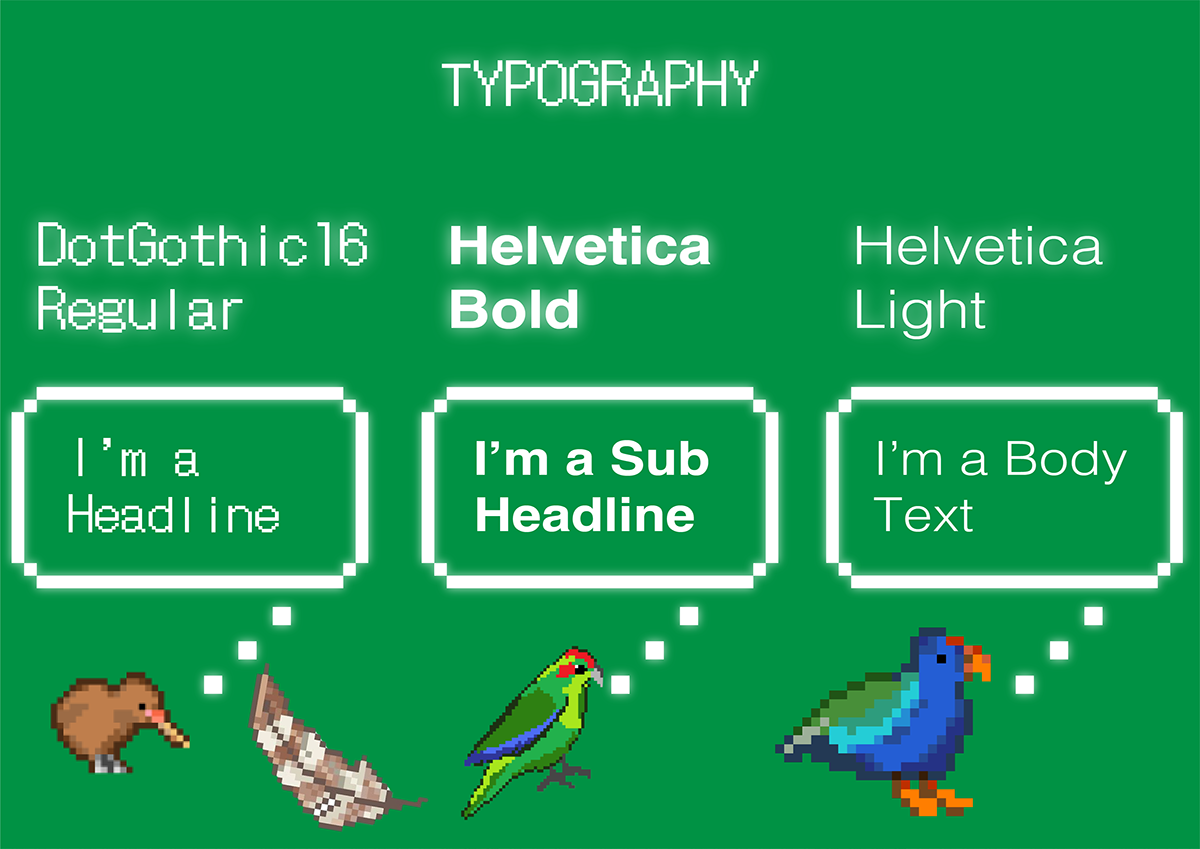 TYPOGRAPHY
DotGothic16
Regular
Helvetica
Bold
Helvetica
Light
I’m a
Headline
I’m a Sub
Headline
I’m a Body
Text